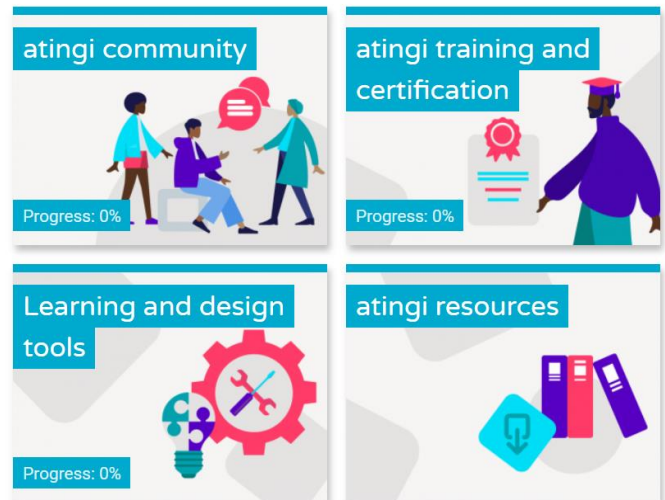 atingi community
Progress: 0%
atingi training and
certification
Progress: 0%
Learning and design
tools
Progress: 0%
atingi resources